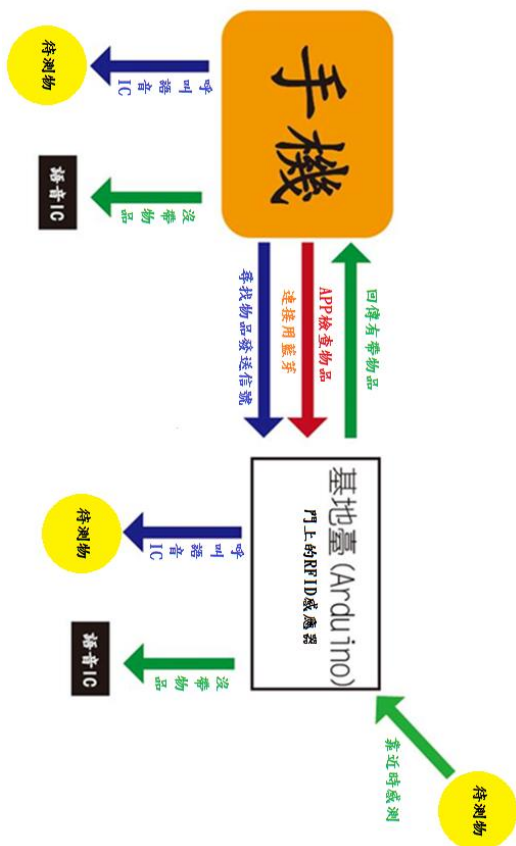 手機
待測物
呼叫語音IC
語音IC
沒帶物品
回傳有帶物品
APP檢查物品
連接用藍芽
尋找物品發送信號
基地臺(Arduino)
門上的RFID感應器
待測物
呼叫語音IC
語音IC
沒帶物品
靠近時感測
待測物